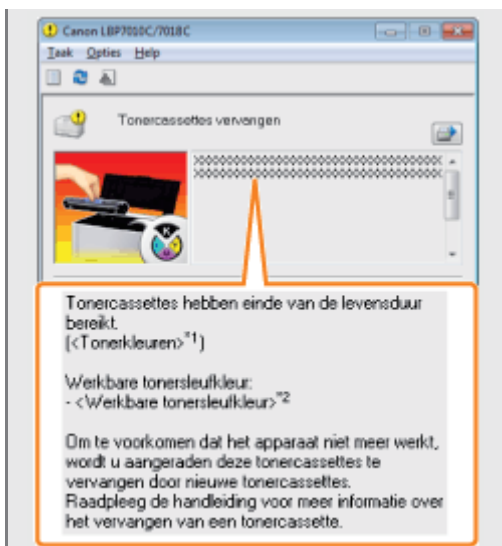 Canon LBP7010C/7018C
Taak Opties Help
Tonercassettes vervangen
XXXXXXXXXXXXXXXXXXXXXXXXXXXXXXXX
XXXXXXXXXXXXXXXXXXXXXXXXXXXXXXXX
K
Tonercassettes hebben einde van de levensduur
bereikt.
(<Tonerkleuren>*1)
Werkbare tonersleufkleur:
- <Werkbare tonersleufkleur>*2
Om te voorkomen dat het apparaat niet meer werkt,
wordt u aangeraden deze tonercassettes te
vervangen door nieuwe tonercassettes.
Raadpleeg de handleiding voor meer informatie over
het vervangen van een tonercassette.